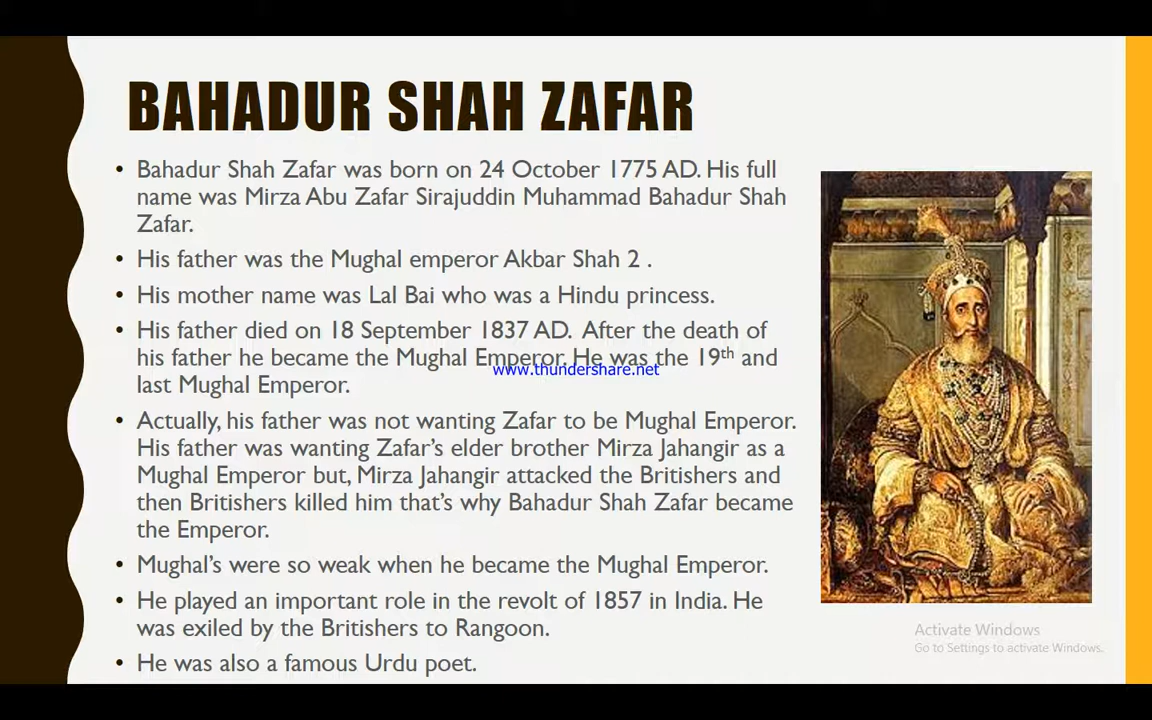 BAHADUR SHAH ZAFAR
• Bahadur Shah Zafar was born on 24 October 1775 AD. His full
name was Mirza Abu Zafar Sirajuddin Muhammad Bahadur Shah
Zafar.
• His father was the Mughal emperor Akbar Shah 2 .
• His mother name was Lal Bai who was a Hindu princess.
• His father died on 18 September 1837 AD. After the death of
his father he became the Mughal Emperor. He was the 19th and
www.thundershare.net
last Mughal Emperor.
• Actually, his father was not wanting Zafar to be Mughal Emperor.
His father was wanting Zafar's elder brother Mirza Jahangir as a
Mughal Emperor but, Mirza Jahangir attacked the Britishers and
then Britishers killed him that's why Bahadur Shah Zafar became
the Emperor.
• Mughal's were so weak when he became the Mughal Emperor.
• He played an important role in the revolt of 1857 in India. He
was exiled by the Britishers to Rangoon.
• He was also a famous Urdu poet.
Activate Windows
Go to Settings to activate Windows.